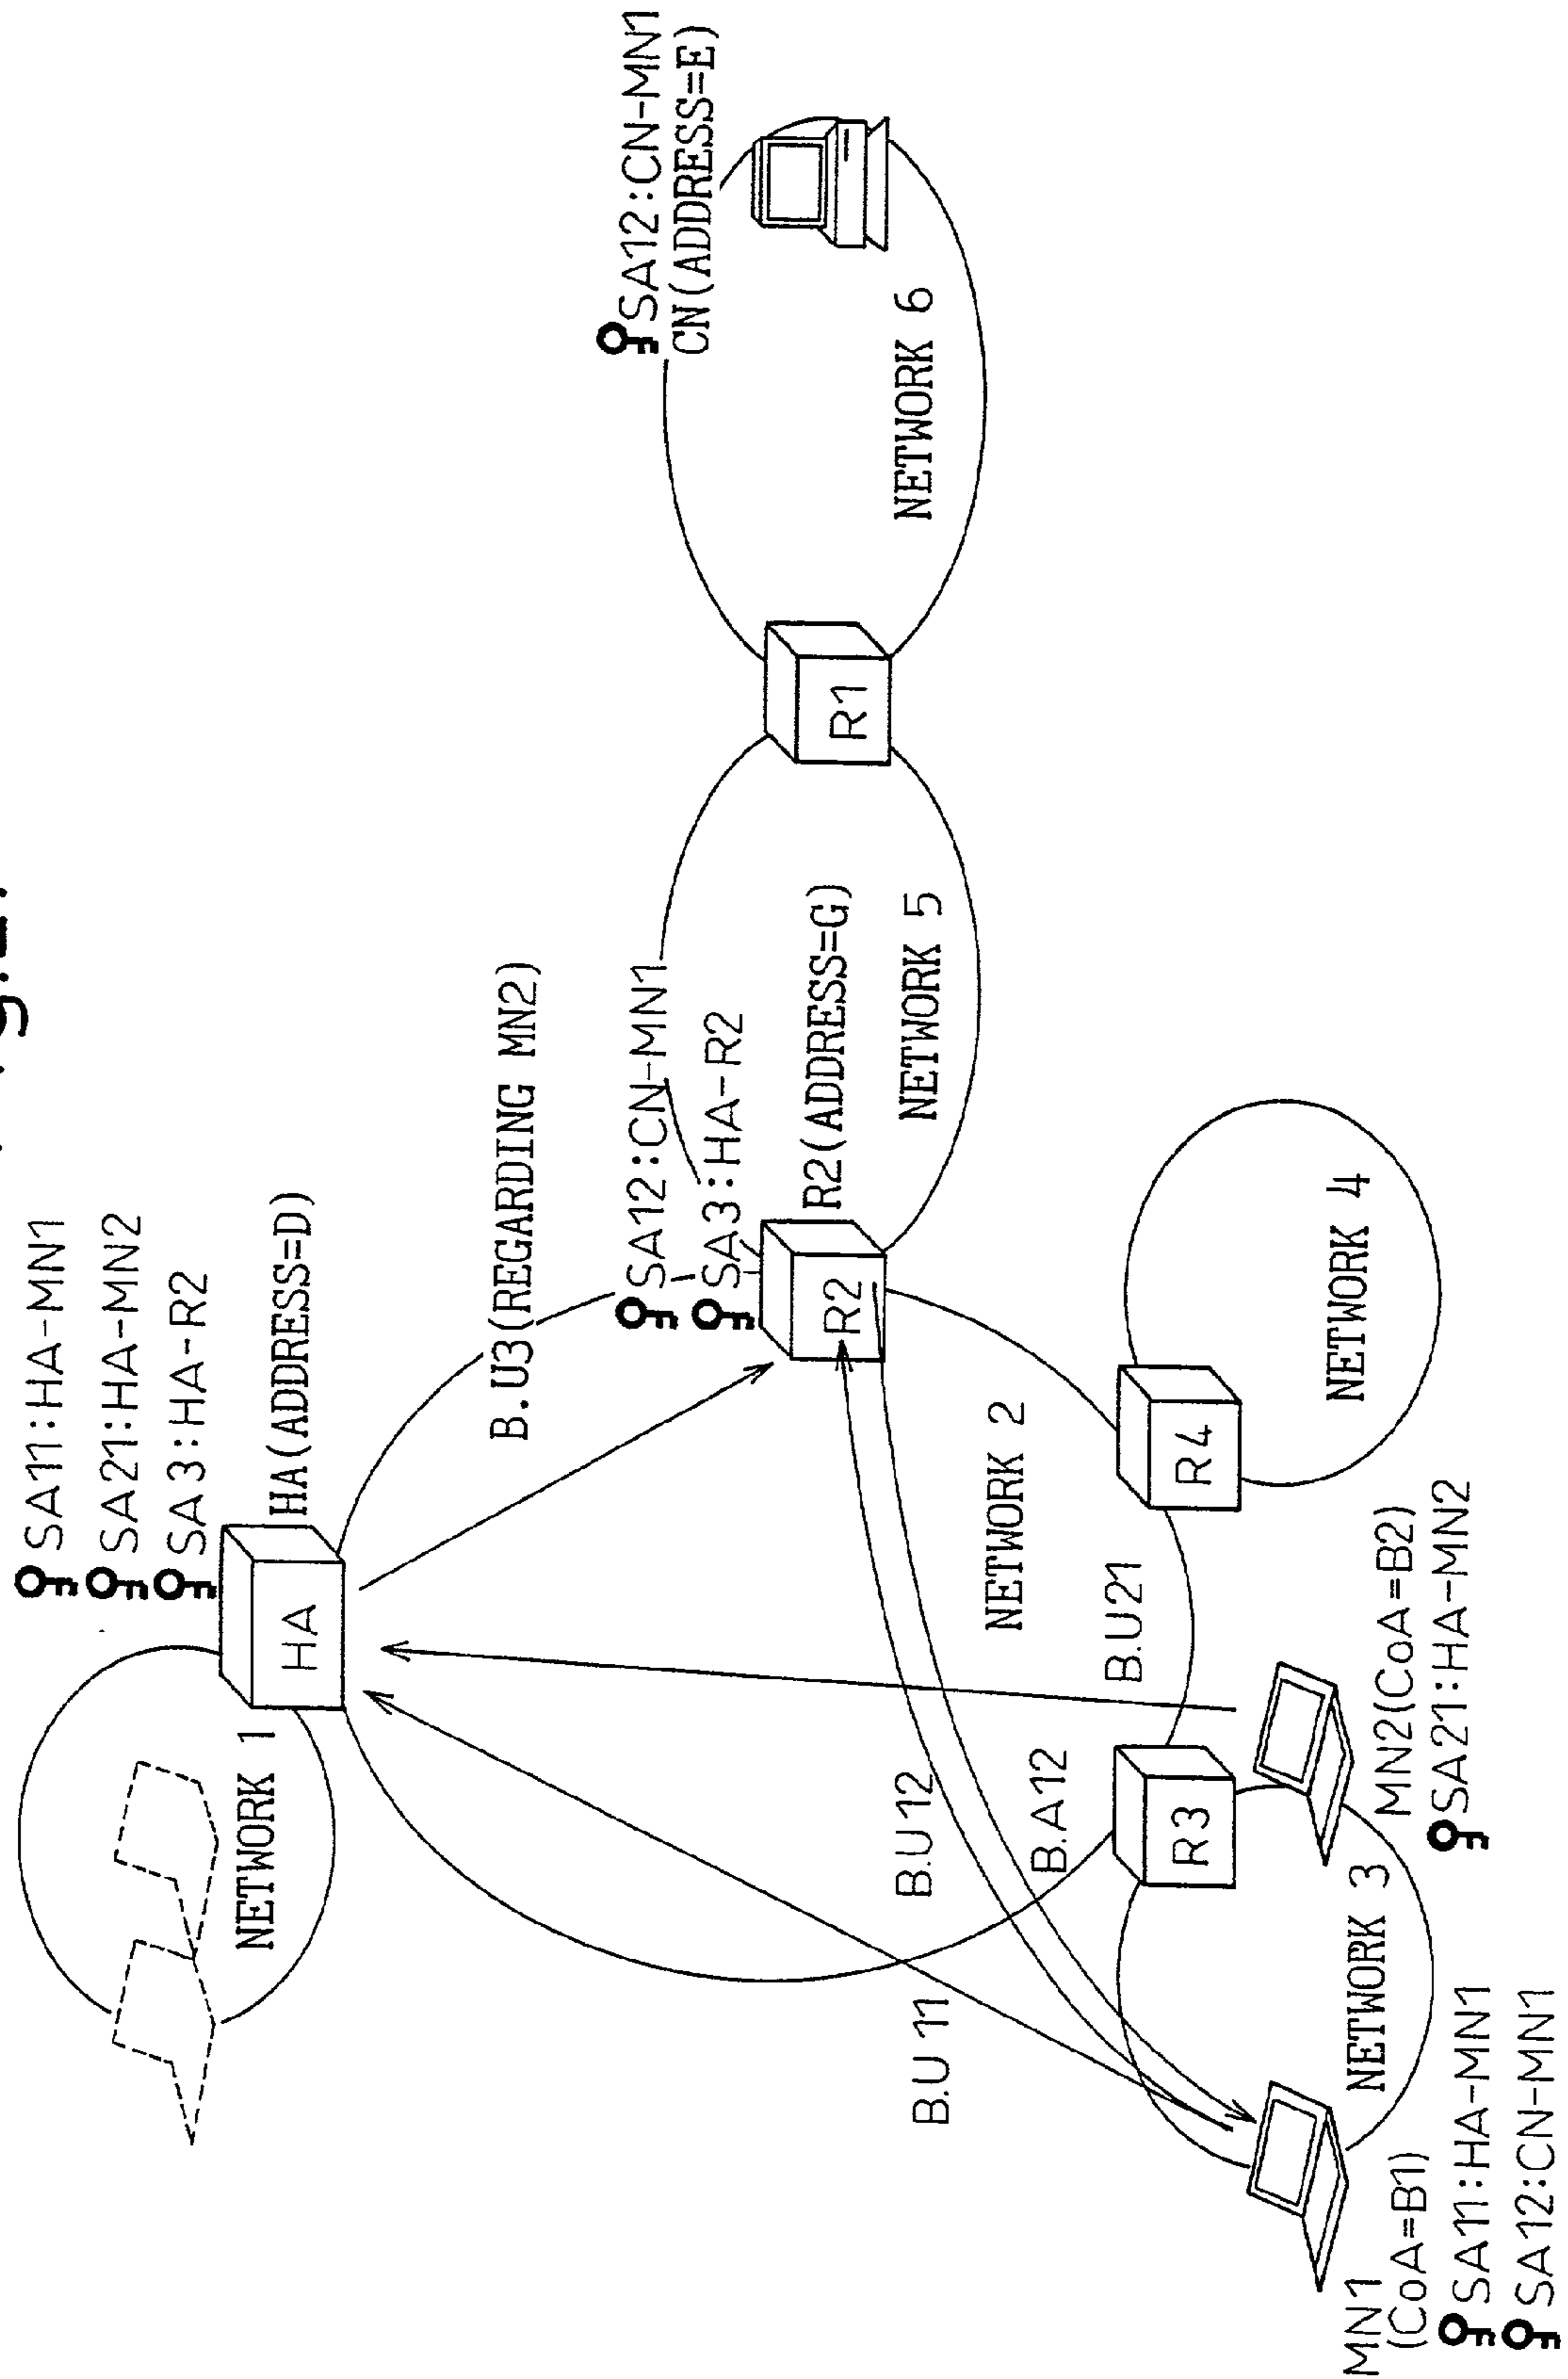 SA11:HA-MN1
SA21:HA-MN2
SA3:HA-R2
HA(ADDRESS=D)
HA
NETWORK 1
B.U3(REGARDING MN2)
SA12:CN-MN1
SA3:HA-R2
R2(ADDRESS=G)
R2
NETWORK 5
R1
SA12:CN-MN1
CN(ADDRESS=E)
NETWORK 6
NETWORK 2
B.U 11
B.U12
B.A12
B.U21
R3
R4
NETWORK 4
NETWORK 3
MN2(CoA=B2)
SA21:HA-MN2
MN1
(CoA=B1)
SA11:HA-MN1
SA12:CN-MN1